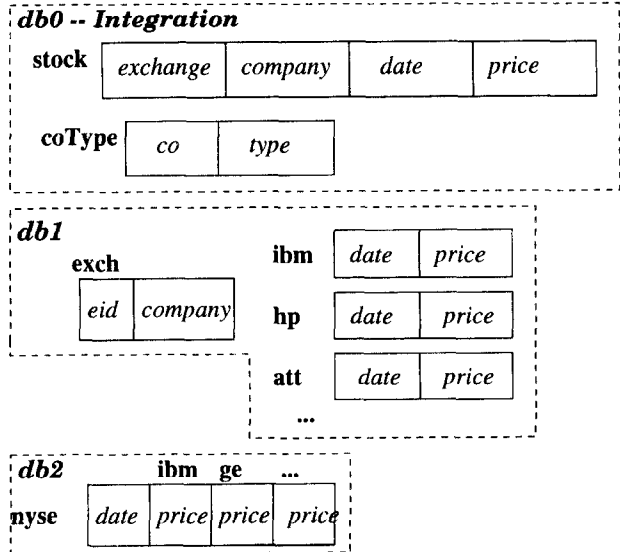 db0 -- Integration
stock exchange company date price
coType co type
db1
exch
eid company
ibm date price
hp date price
att date price
...
db2 ibm ge ...
nyse date price price price